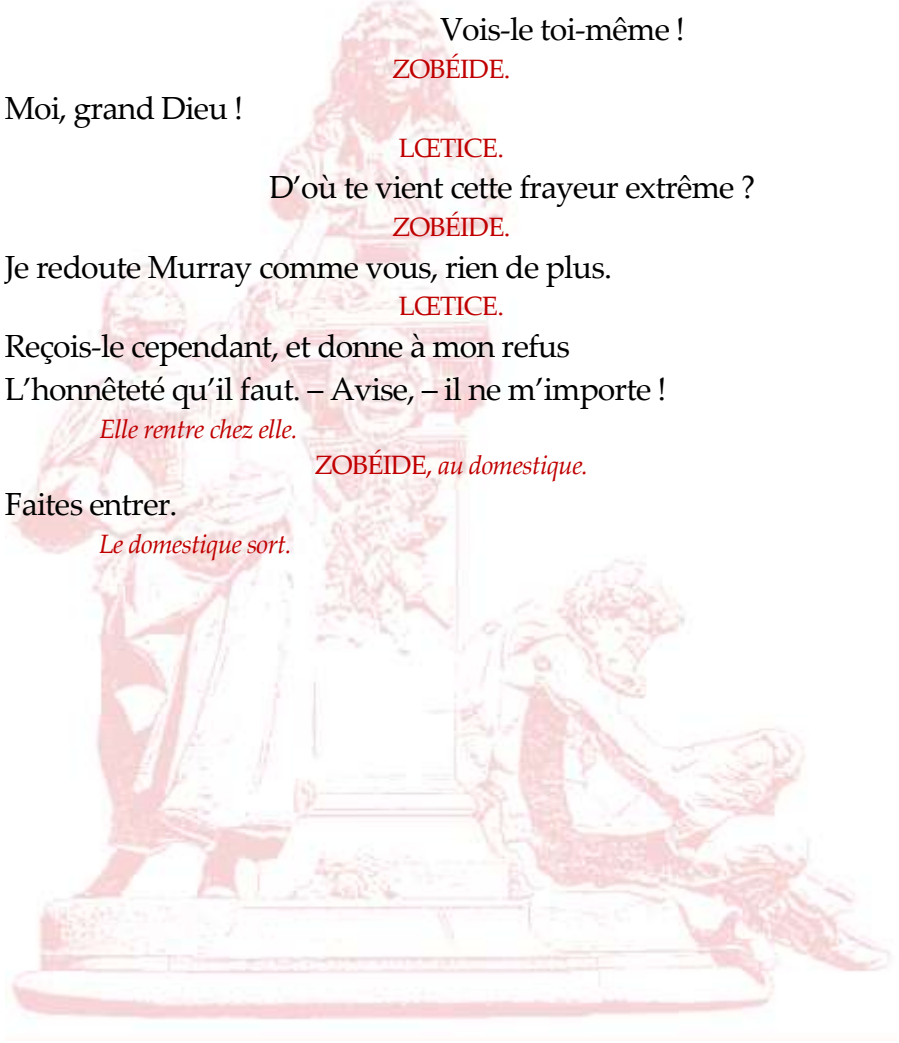 Vois-le toi-même !
ZOBÉIDE.
Moi, grand Dieu !
LŒTICE.
D’où te vient cette frayeur extrême ?
ZOBÉIDE.
Je redoute Murray comme vous, rien de plus.
LŒTICE.
Reçois-le cependant, et donne à mon refus
L’honnêteté qu’il faut. – Avise, – il ne m’importe !
Elle rentre chez elle.
ZOBÉIDE, au domestique.
Faites entrer.
Le domestique sort.